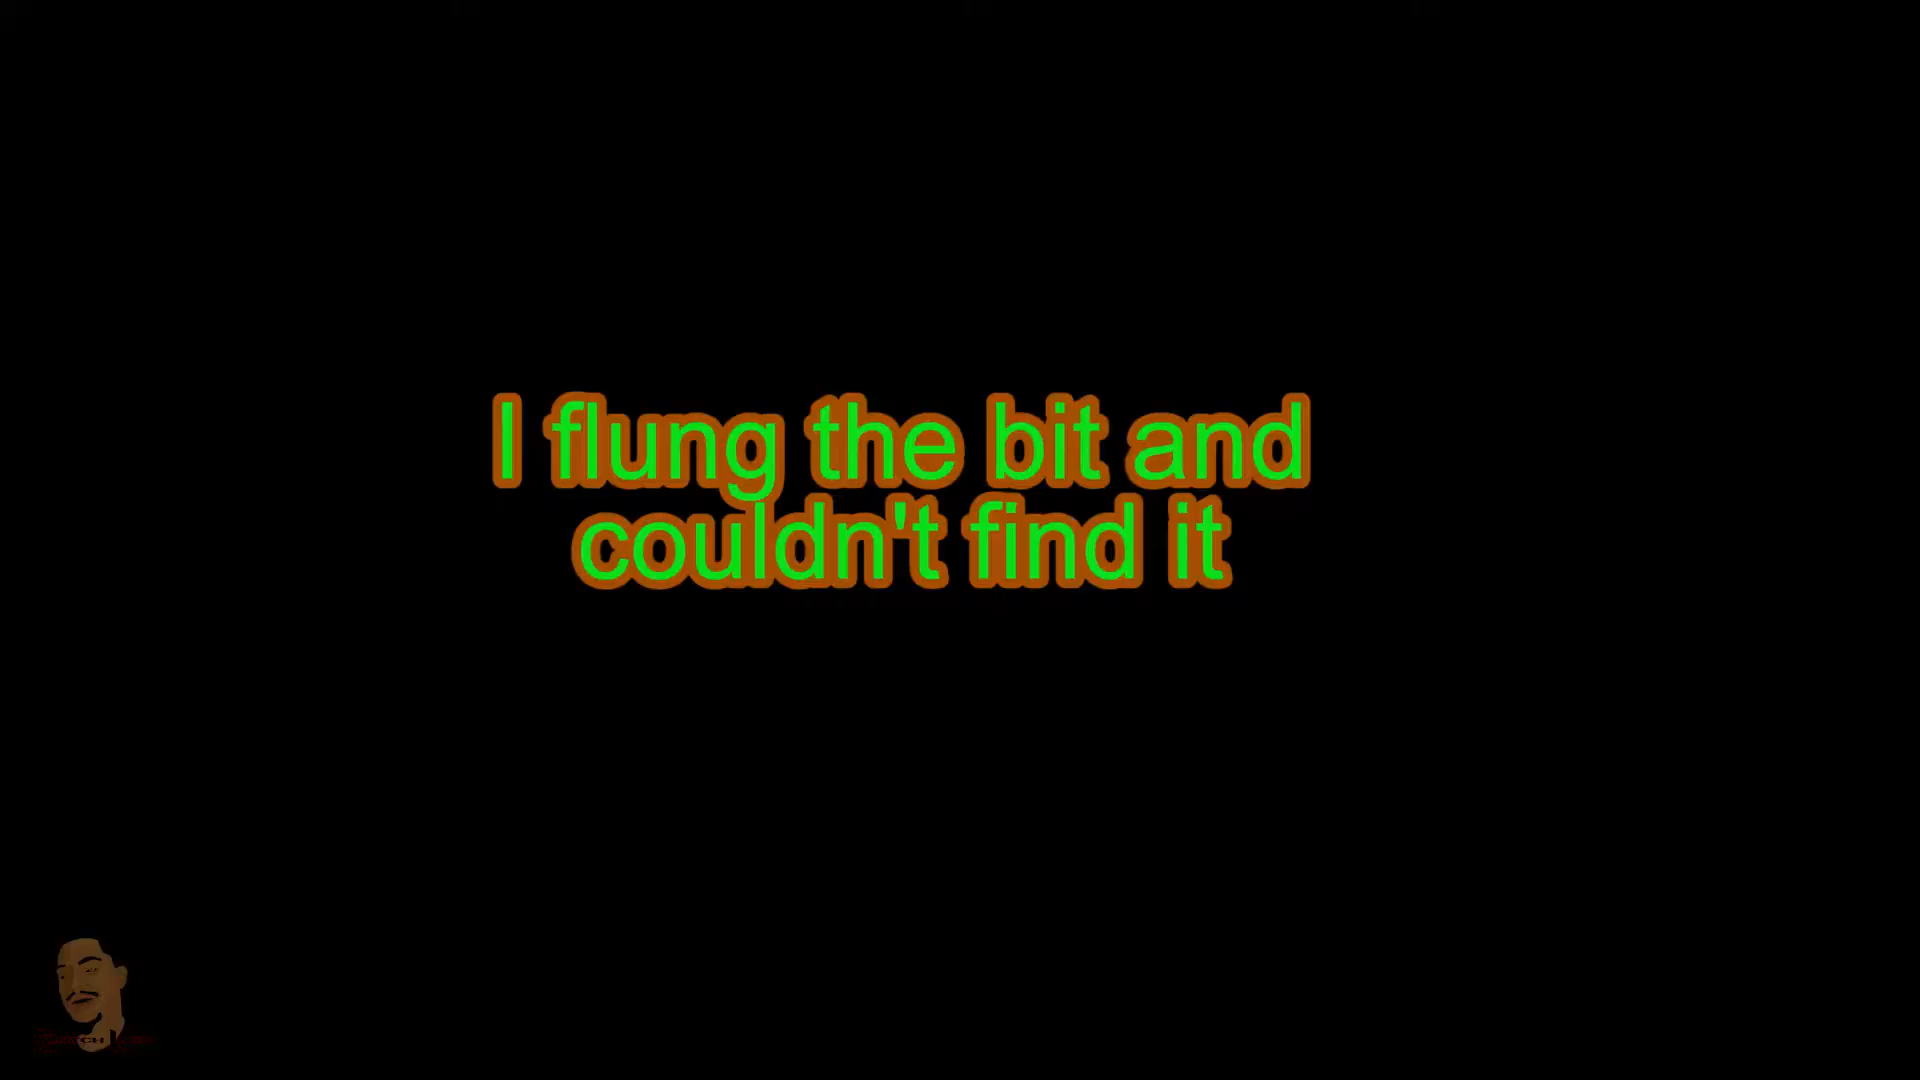 I flung the bit and
couldn't find it